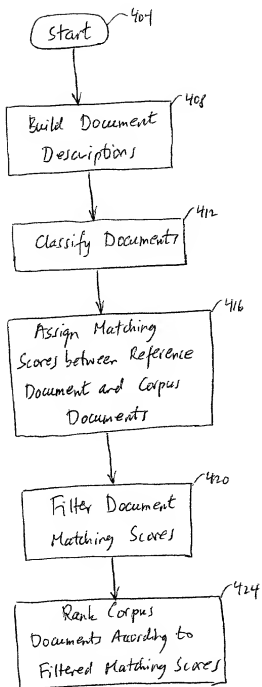 Start
404
408
Build Document
Descriptions
412
Classify Documents
416
Assign Matching
Scores between Reference
Document and Corpus
Documents
420
Filter Document
Matching Scores
424
Rank Corpus
Documents According to
Filtered Matching Scores